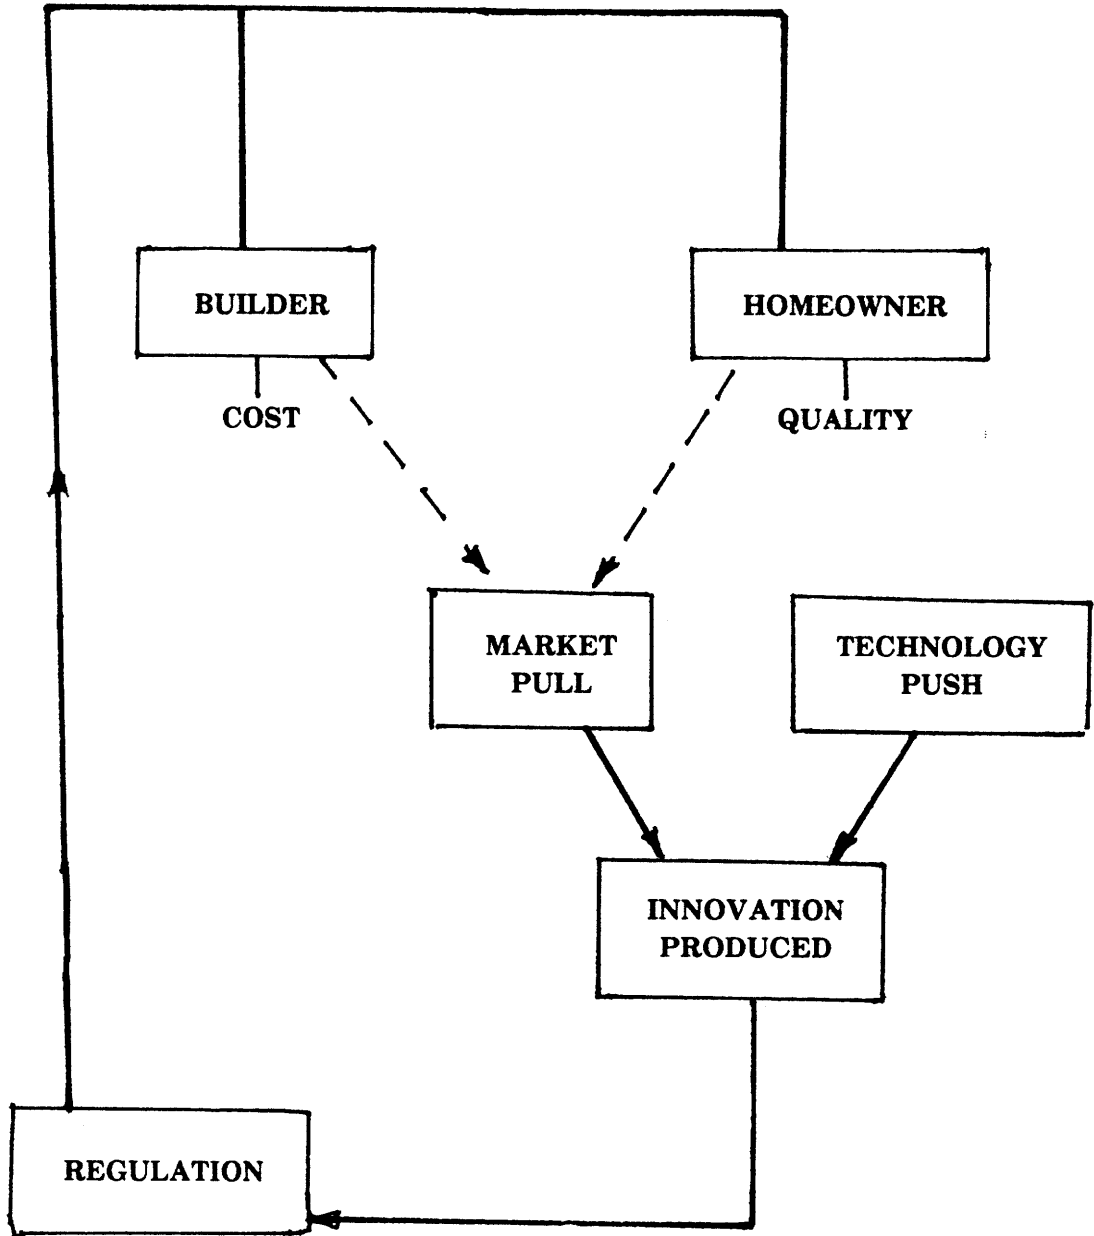 BUILDER
HOMEOWNER
COST
QUALITY
MARKET
PULL
TECHNOLOGY
PUSH
INNOVATION
PRODUCED
REGULATION